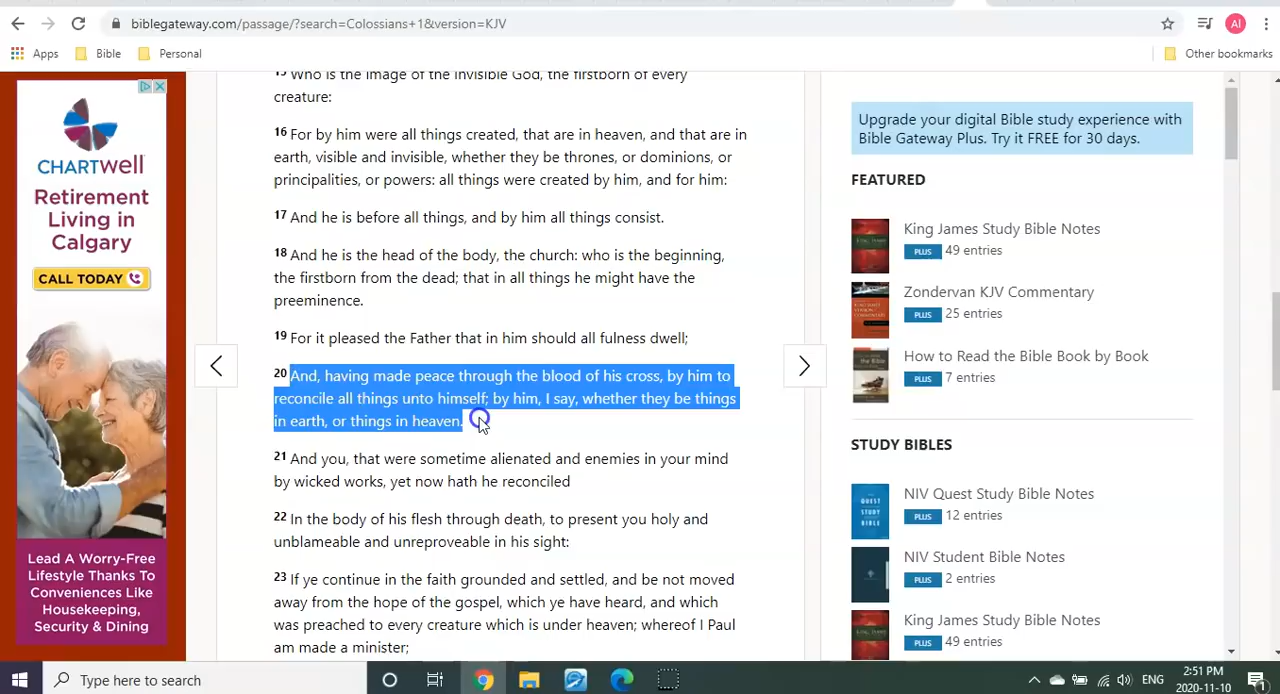 biblegateway.com/passage/?search=Colossians+1&version=KJV
AI
Apps
Bible
Personal
Other bookmarks
CHARTWELL
Retirement
Living in
Calgary
CALL TODAY
LEAD A WORRY-FREE
LIFESTYLE THANKS TO
CONVENIENCES LIKE
HOUSEKEEPING,
SECURITY & DINING
15 Who is the image of the invisible God, the firstborn of every
creature:
16 For by him were all things created, that are in heaven, and that are in
earth, visible and invisible, whether they be thrones, or dominions, or
principalities, or powers: all things were created by him, and for him:
17 And he is before all things, and by him all things consist.
18 And he is the head of the body, the church: who is the beginning,
the firstborn from the dead; that in all things he might have the
preeminence.
19 For it pleased the Father that in him should all fulness dwell;
20 And, having made peace through the blood of his cross, by him to
reconcile all things unto himself; by him, I say, whether they be things
in earth, or things in heaven.
21 And you, that were sometime alienated and enemies in your mind
by wicked works, yet now hath he reconciled
22 In the body of his flesh through death, to present you holy and
unblameable and unreproveable in his sight:
23 If ye continue in the faith grounded and settled, and be not moved
away from the hope of the gospel, which ye have heard, and which
was preached to every creature which is under heaven; whereof I Paul
am made a minister;
Upgrade your digital Bible study experience with
Bible Gateway Plus. Try it FREE for 30 days.
FEATURED
King James Study Bible Notes
PLUS 49 entries
Zondervan KJV Commentary
PLUS 25 entries
How to Read the Bible Book by Book
PLUS 7 entries
STUDY BIBLES
NIV Quest Study Bible Notes
PLUS 12 entries
NIV Student Bible Notes
PLUS 2 entries
King James Study Bible Notes
PLUS 49 entries
QUEST
STUDY
BIBLE
Type here to search
ENG
2:51 PM
2020-11-10
1